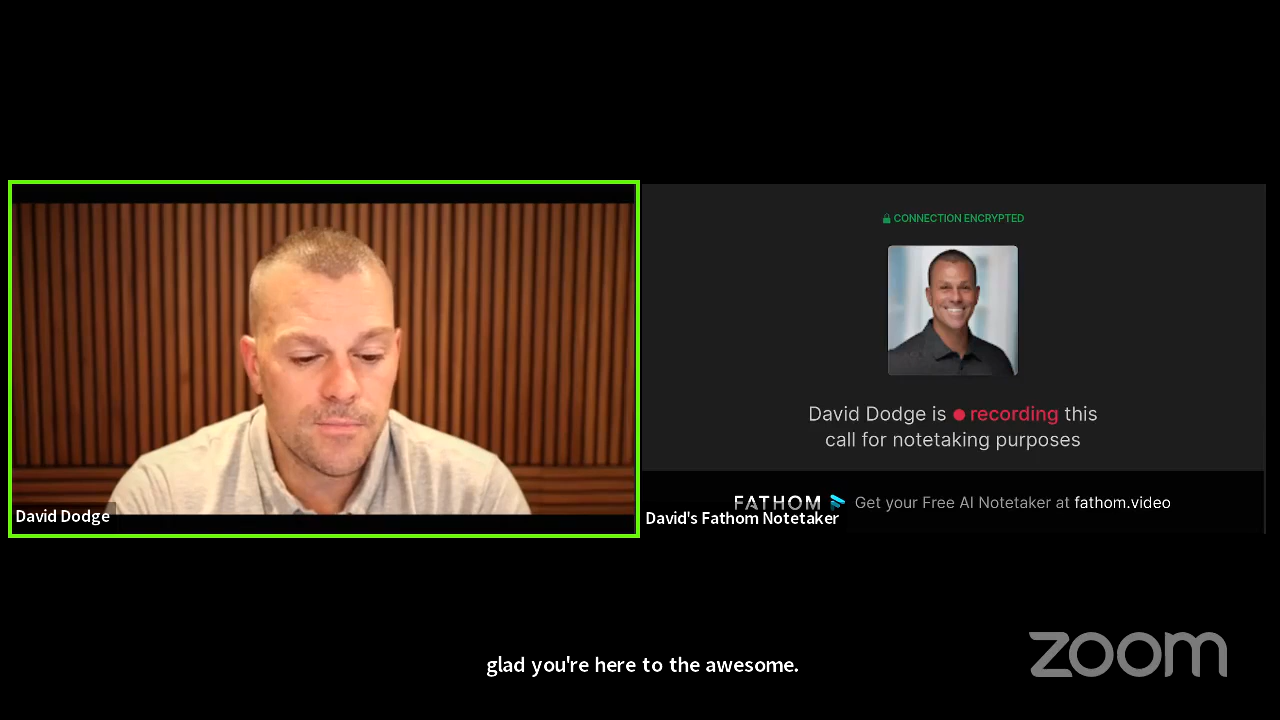 CONNECTION ENCRYPTED
David Dodge is recording this
call for notetaking purposes
FATHOM Get your Free AI Notetaker at fathom.video
David Dodge
David's Fathom Notetaker
glad you're here to the awesome.
zoom